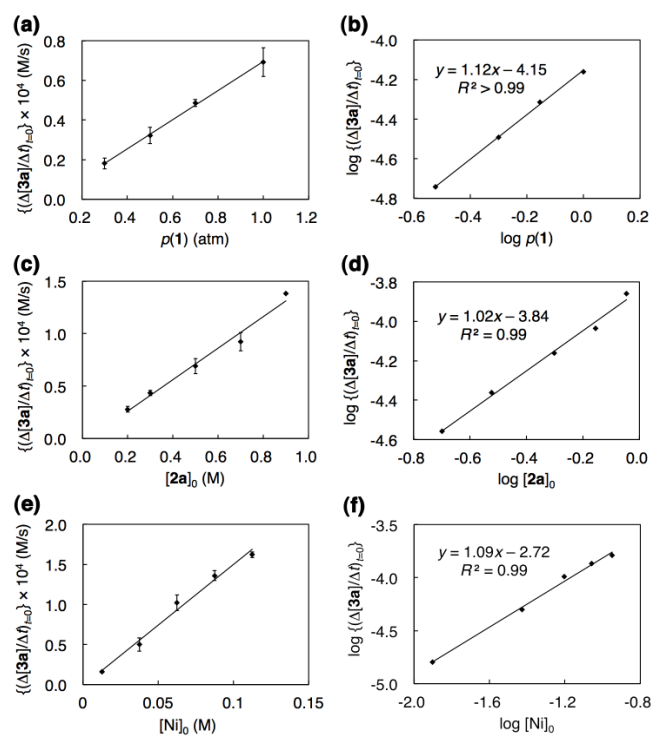 (a)
{(Δ[3a]/Δt)t=0} × 10⁴ (M/s)
0.8
0.6
0.4
0.2
0.0
0.2 0.4 0.6 0.8 1.0 1.2
p(1) (atm)
(b)
log {(Δ[3a]/Δt)t=0}
-4.0
-4.2
-4.4
-4.6
-4.8
y = 1.12x – 4.15
R² > 0.99
-0.6 -0.4 -0.2 0.0 0.2
log p(1)
(c)
{(Δ[3a]/Δt)t=0} × 10⁴ (M/s)
1.5
1.0
0.5
0.0
0.0 0.2 0.4 0.6 0.8 1.0
[2a]₀ (M)
(d)
log {(Δ[3a]/Δt)t=0}
-3.8
-4.0
-4.2
-4.4
-4.6
y = 1.02x – 3.84
R² = 0.99
-0.8 -0.6 -0.4 -0.2 0.0
log [2a]₀
(e)
{(Δ[3a]/Δt)t=0} × 10⁴ (M/s)
2.0
1.5
1.0
0.5
0.0
0 0.05 0.1 0.15
[Ni]₀ (M)
(f)
log {(Δ[3a]/Δt)t=0}
-3.5
-4.0
-4.5
-5.0
y = 1.09x – 2.72
R² = 0.99
-2.0 -1.6 -1.2 -0.8
log [Ni]₀